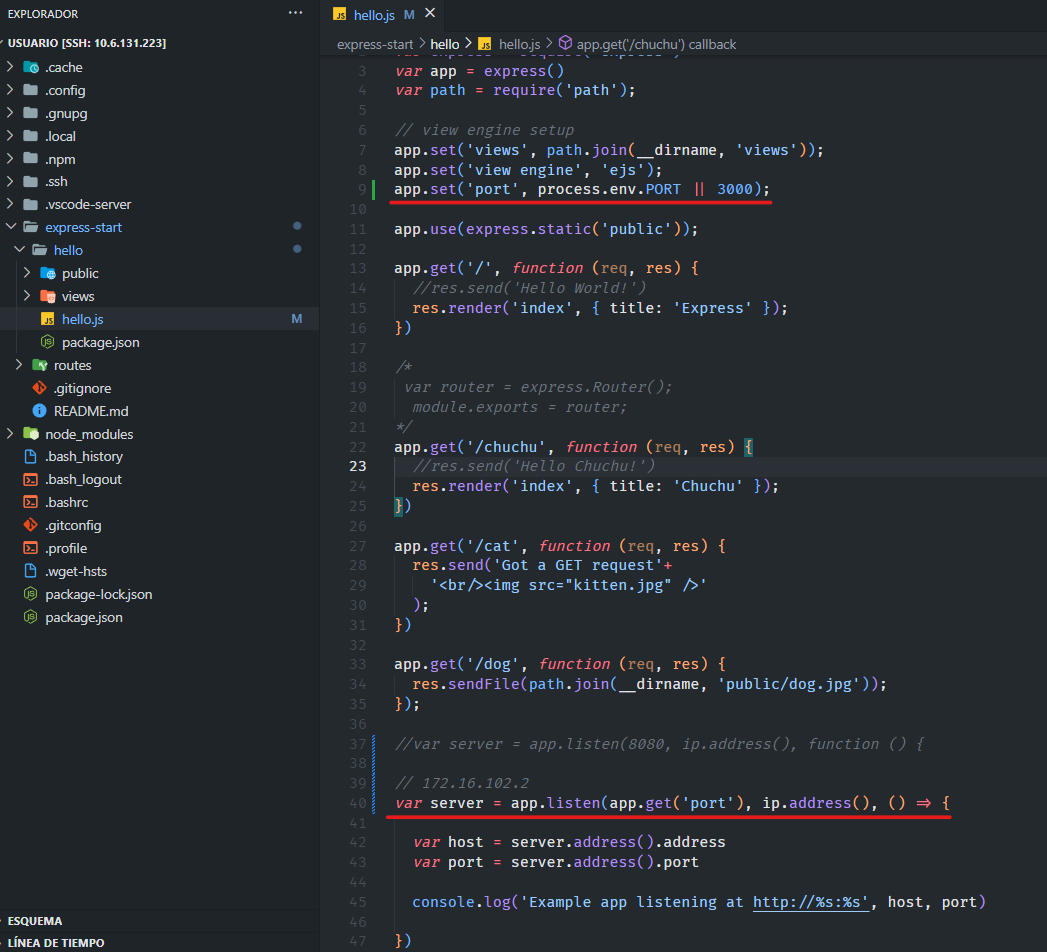 EXPLORADOR
···
USUARIO [SSH: 10.6.131.223]
.cache
.config
.gnupg
.local
.npm
.ssh
.vscode-server
express-start
hello
public
views
hello.js M
package.json
routes
.gitignore
README.md
node_modules
.bash_history
.bash_logout
.bashrc
.gitconfig
.profile
.wget-hsts
package-lock.json
package.json
ESQUEMA
LÍNEA DE TIEMPO
JS hello.js M ×
express-start > hello > JS hello.js > app.get('/chuchu') callback
3 var app = express()
4 var path = require('path');
5
6 // view engine setup
7 app.set('views', path.join(__dirname, 'views'));
8 app.set('view engine', 'ejs');
9 app.set('port', process.env.PORT || 3000);
10
11 app.use(express.static('public'));
12
13 app.get('/', function (req, res) {
14 //res.send('Hello World!')
15 res.render('index', { title: 'Express' });
16 })
17
18 /*
19 var router = express.Router();
20 module.exports = router;
21 */
22 app.get('/chuchu', function (req, res) {
23 //res.send('Hello Chuchu!')
24 res.render('index', { title: 'Chuchu' });
25 })
26
27 app.get('/cat', function (req, res) {
28 res.send('Got a GET request'+
29 '<br/><img src="kitten.jpg" />'
30 );
31 })
32
33 app.get('/dog', function (req, res) {
34 res.sendFile(path.join(__dirname, 'public/dog.jpg'));
35 });
36
37 //var server = app.listen(8080, ip.address(), function () {
38
39 // 172.16.102.2
40 var server = app.listen(app.get('port'), ip.address(), () => {
41
42 var host = server.address().address
43 var port = server.address().port
44
45 console.log('Example app listening at http://%s:%s', host, port)
46
47 })